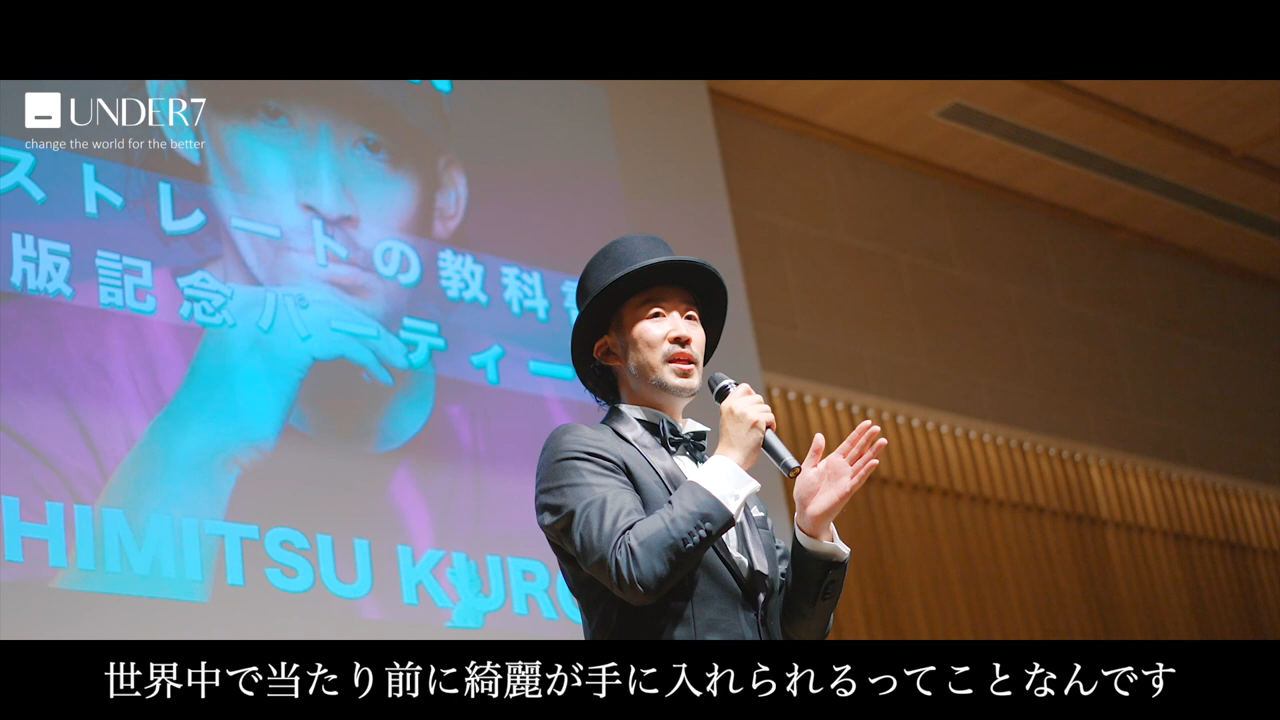 UNDER7
change the world for the better
ストレートの教科書
版記念パーティー
HIMITSU KURO
世界中で当たり前に綺麗が手に入れられるってことなんです